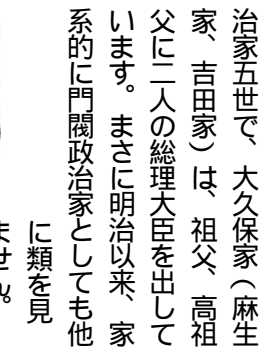 治家五世で、大久保家(麻生
家、吉田家)は、祖父、高祖
父に二人の総理大臣を出して
います。まさに明治以来、家
系的に門閥政治家としても他
に類を見
ません。